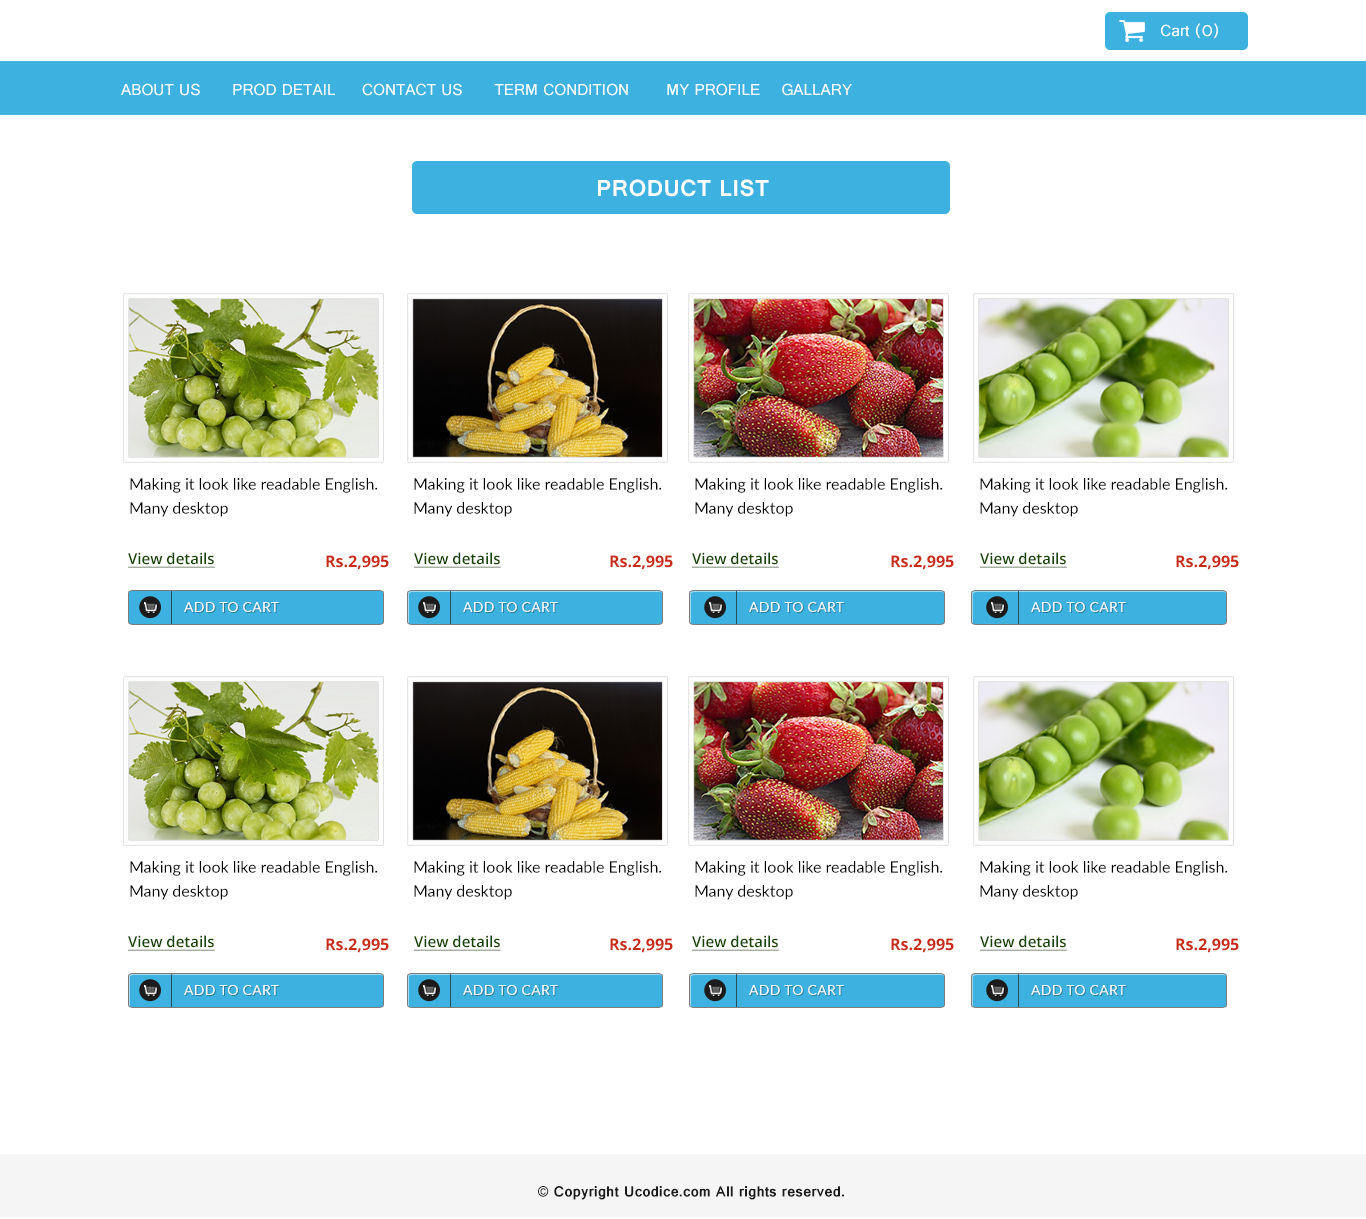 Cart (0)
ABOUT US PROD DETAIL CONTACT US TERM CONDITION MY PROFILE GALLARY
PRODUCT LIST
Making it look like readable English.
Many desktop
View details Rs.2,995
ADD TO CART
Making it look like readable English.
Many desktop
View details Rs.2,995
ADD TO CART
Making it look like readable English.
Many desktop
View details Rs.2,995
ADD TO CART
Making it look like readable English.
Many desktop
View details Rs.2,995
ADD TO CART
Making it look like readable English.
Many desktop
View details Rs.2,995
ADD TO CART
Making it look like readable English.
Many desktop
View details Rs.2,995
ADD TO CART
Making it look like readable English.
Many desktop
View details Rs.2,995
ADD TO CART
Making it look like readable English.
Many desktop
View details Rs.2,995
ADD TO CART
© Copyright Ucodice.com All rights reserved.